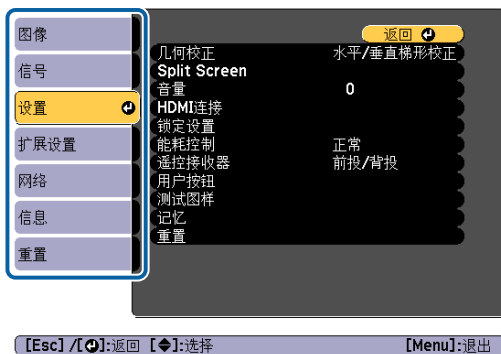 图像
信号
设置
扩展设置
网络
信息
重置
返回
几何校正 水平/垂直梯形校正
Split Screen
音量 0
HDMI连接
锁定设置
能耗控制 正常
遥控接收器 前投/背投
用户按钮
测试图样
记忆
重置
[Esc] /[⏎]:返回 [◆]:选择 [Menu]:退出